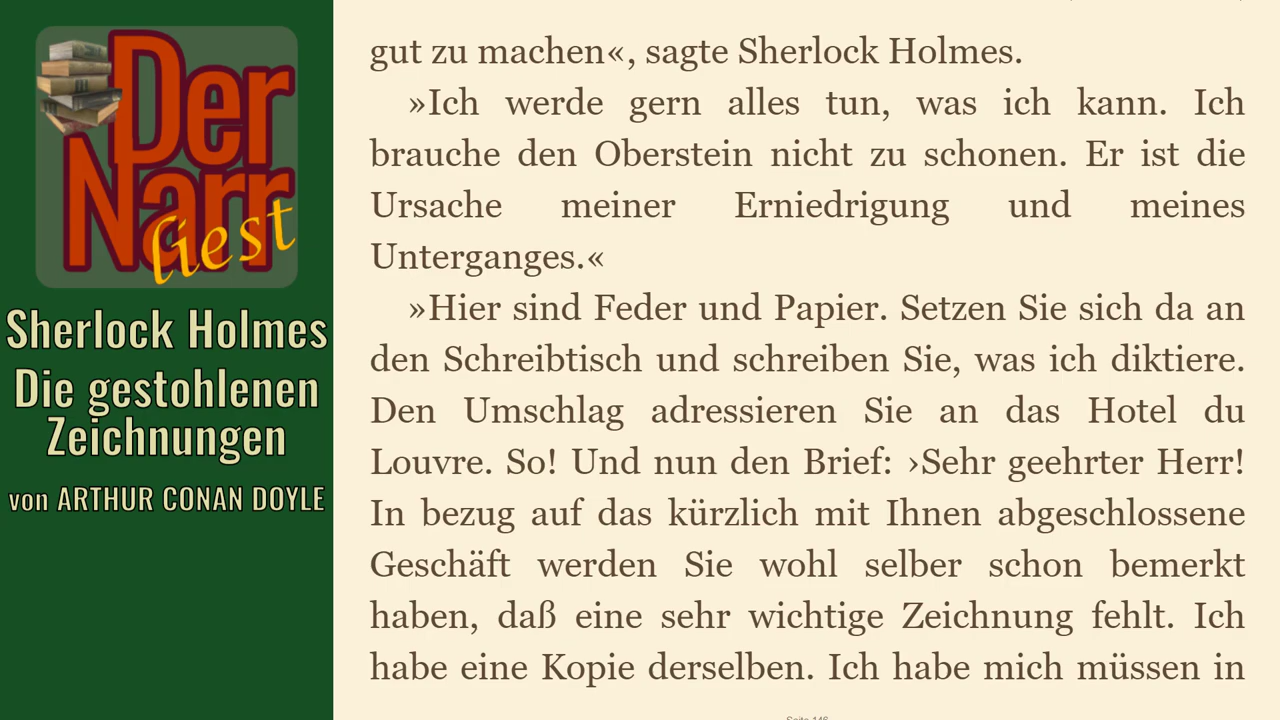 Der
Narr
liest
Sherlock Holmes
Die gestohlenen
Zeichnungen
von ARTHUR CONAN DOYLE
gut zu machen«, sagte Sherlock Holmes.
»Ich werde gern alles tun, was ich kann. Ich
brauche den Oberstein nicht zu schonen. Er ist die
Ursache meiner Erniedrigung und meines
Unterganges.«
»Hier sind Feder und Papier. Setzen Sie sich da an
den Schreibtisch und schreiben Sie, was ich diktiere.
Den Umschlag adressieren Sie an das Hotel du
Louvre. So! Und nun den Brief: ›Sehr geehrter Herr!
In bezug auf das kürzlich mit Ihnen abgeschlossene
Geschäft werden Sie wohl selber schon bemerkt
haben, daß eine sehr wichtige Zeichnung fehlt. Ich
habe eine Kopie derselben. Ich habe mich müssen in